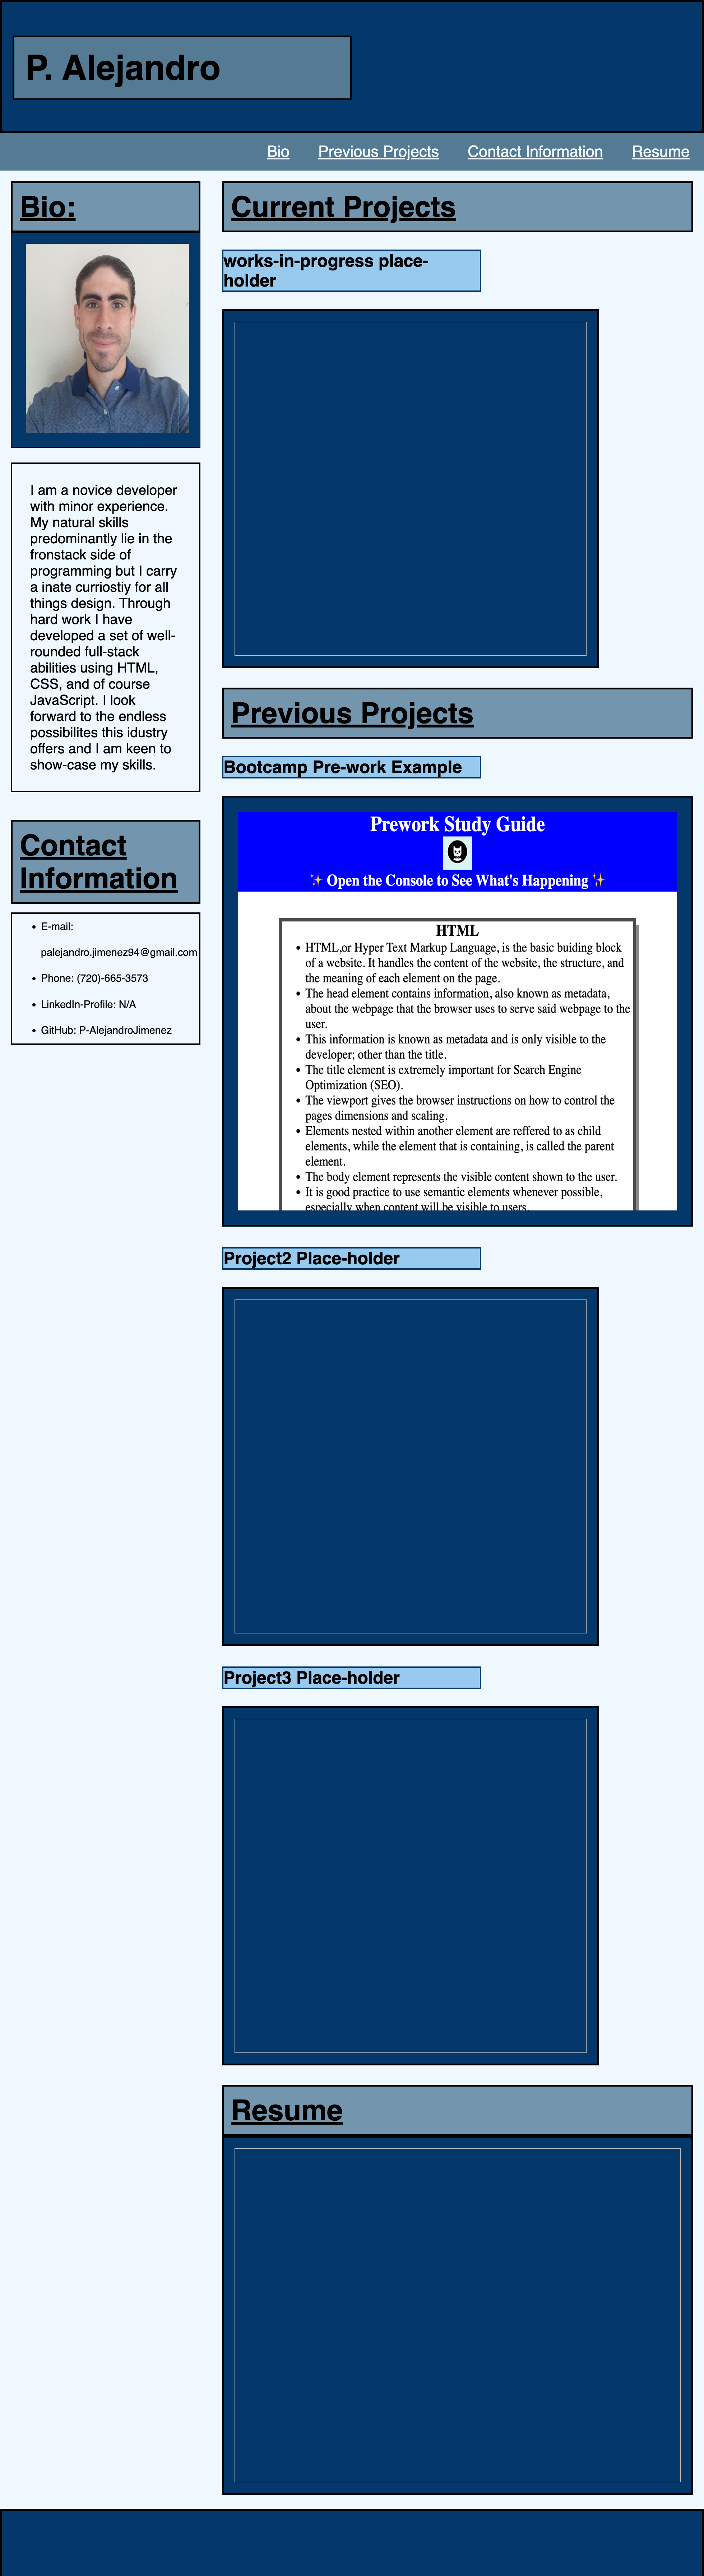 P. Alejandro
Bio Previous Projects Contact Information Resume
Bio:
I am a novice developer
with minor experience.
My natural skills
predominantly lie in the
fronstack side of
programming but I carry
a inate curriostiy for all
things design. Through
hard work I have
developed a set of well-
rounded full-stack
abilities using HTML,
CSS, and of course
JavaScript. I look
forward to the endless
possibilites this idustry
offers and I am keen to
show-case my skills.
Contact
Information
• E-mail:
palejandro.jimenez94@gmail.com
• Phone: (720)-665-3573
• LinkedIn-Profile: N/A
• GitHub: P-AlejandroJimenez
Current Projects
works-in-progress place-
holder
Previous Projects
Bootcamp Pre-work Example
Prework Study Guide
✨ Open the Console to See What's Happening ✨
HTML
• HTML,or Hyper Text Markup Language, is the basic buiding block
of a website. It handles the content of the website, the structure, and
the meaning of each element on the page.
• The head element contains information, also known as metadata,
about the webpage that the browser uses to serve said webpage to the
user.
• This information is known as metadata and is only visible to the
developer; other than the title.
• The title element is extremely important for Search Engine
Optimization (SEO).
• The viewport gives the browser instructions on how to control the
pages dimensions and scaling.
• Elements nested within another element are reffered to as child
elements, while the element that is containing, is called the parent
element.
• The body element represents the visible content shown to the user.
• It is good practice to use semantic elements whenever possible,
especially when content will be visible to users.
Project2 Place-holder
Project3 Place-holder
Resume